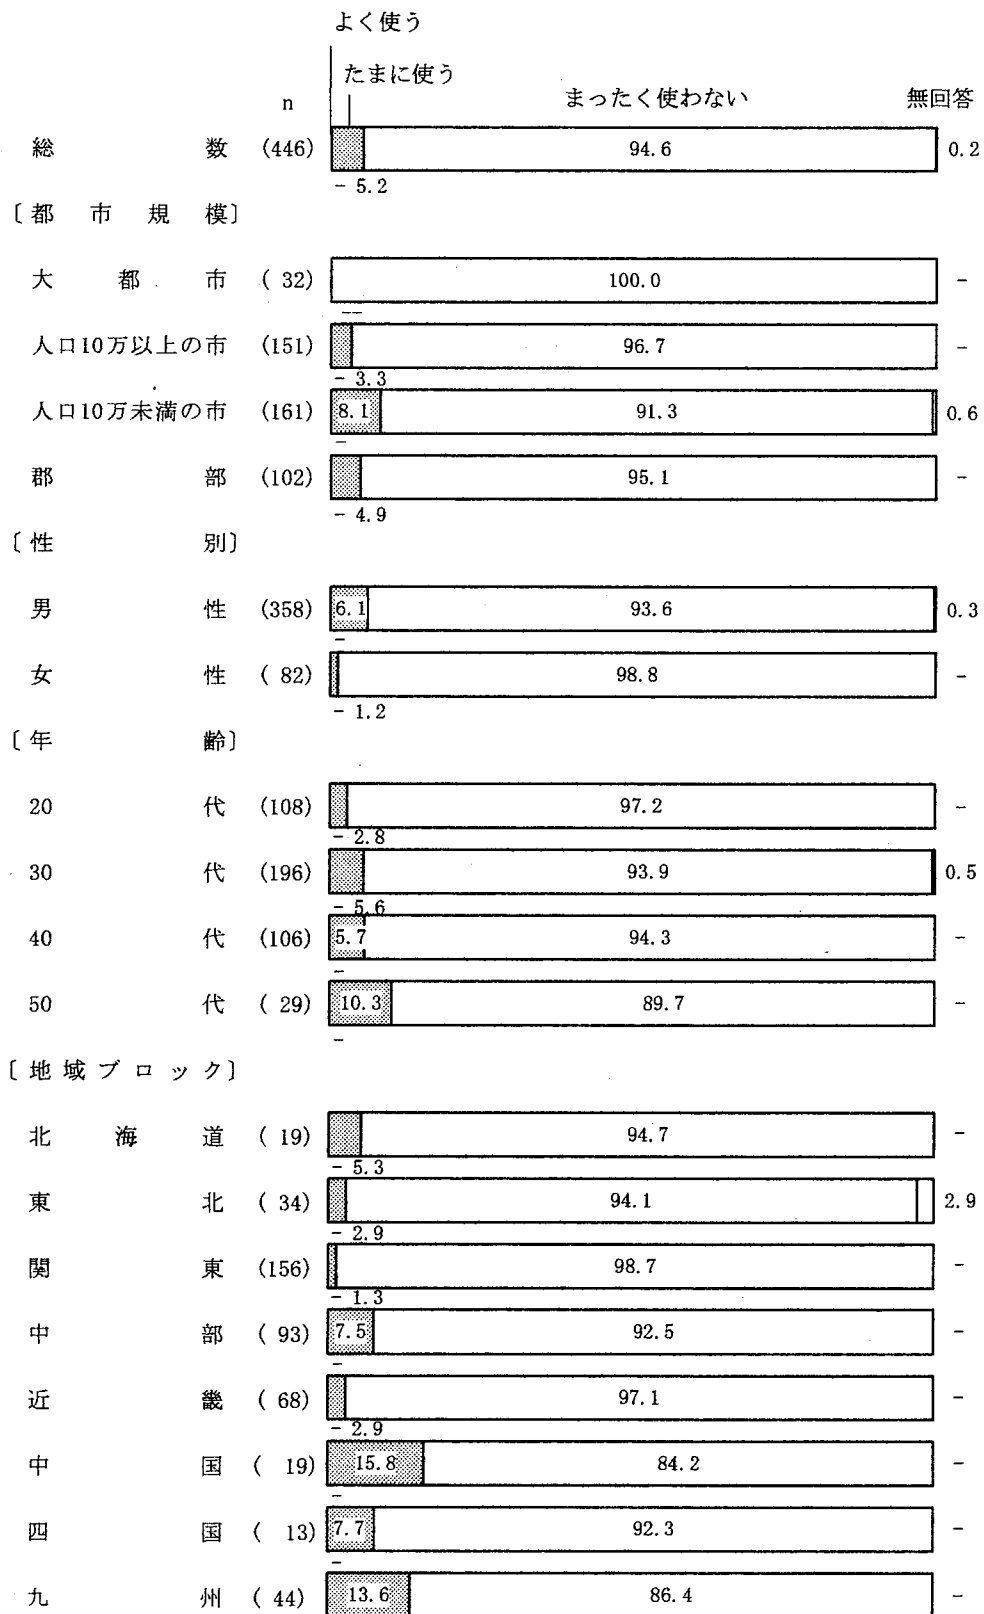 よく使う
たまに使う
n まったく使わない 無回答
総数 (446) 94.6 0.2
- 5.2
〔都市規模〕
大都市 ( 32) 100.0 -
--
人口10万以上の市 (151) 96.7 -
- 3.3
人口10万未満の市 (161) 8.1 91.3 0.6
-
郡部 (102) 95.1 -
- 4.9
〔性別〕
男性 (358) 6.1 93.6 0.3
-
女性 ( 82) 98.8 -
- 1.2
〔年齢〕
20代 (108) 97.2 -
- 2.8
30代 (196) 93.9 0.5
- 5.6
40代 (106) 5.7 94.3 -
-
50代 ( 29) 10.3 89.7 -
-
〔地域ブロック〕
北海道 ( 19) 94.7 -
- 5.3
東北 ( 34) 94.1 2.9
- 2.9
関東 (156) 98.7 -
- 1.3
中部 ( 93) 7.5 92.5 -
-
近畿 ( 68) 97.1 -
- 2.9
中国 ( 19) 15.8 84.2 -
-
四国 ( 13) 7.7 92.3 -
-
九州 ( 44) 13.6 86.4 -